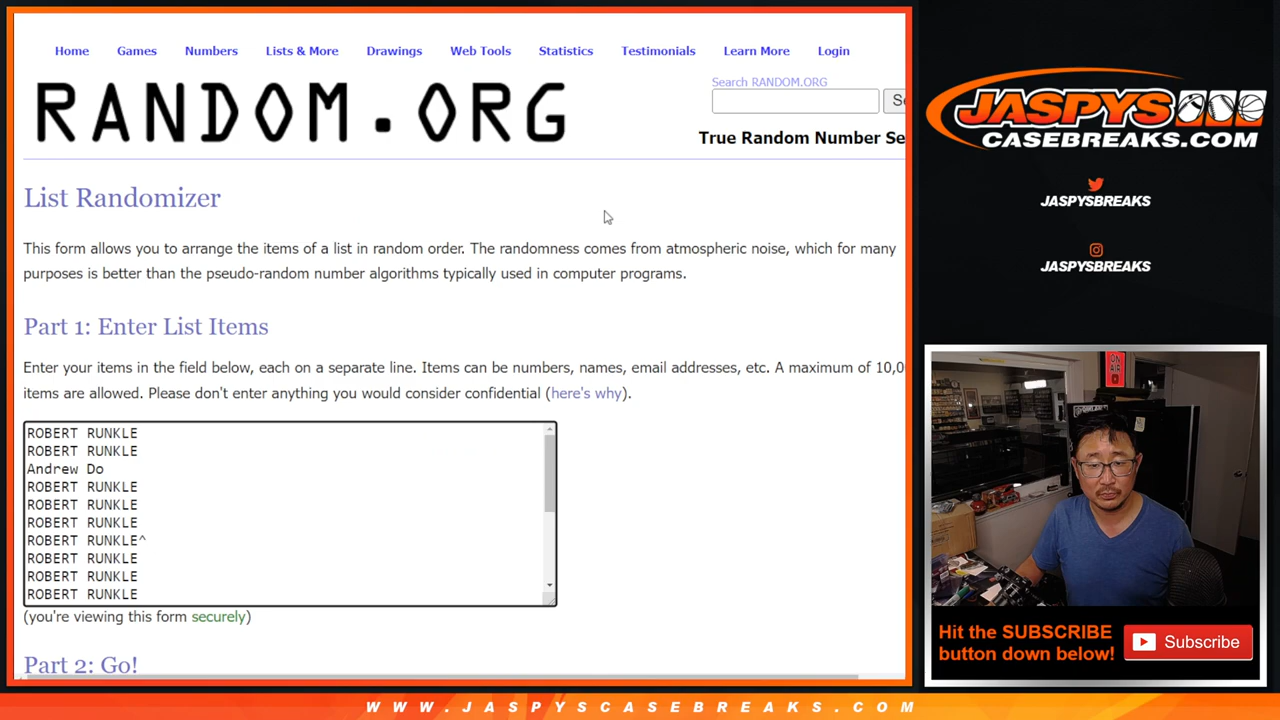 Home Games Numbers Lists & More Drawings Web Tools Statistics Testimonials Learn More Login
RANDOM.ORG
Search RANDOM.ORG
True Random Number Se
List Randomizer
This form allows you to arrange the items of a list in random order. The randomness comes from atmospheric noise, which for many
purposes is better than the pseudo-random number algorithms typically used in computer programs.
Part 1: Enter List Items
Enter your items in the field below, each on a separate line. Items can be numbers, names, email addresses, etc. A maximum of 10,0
items are allowed. Please don't enter anything you would consider confidential (here's why).
ROBERT RUNKLE
ROBERT RUNKLE
Andrew Do
ROBERT RUNKLE
ROBERT RUNKLE
ROBERT RUNKLE
ROBERT RUNKLE^
ROBERT RUNKLE
ROBERT RUNKLE
ROBERT RUNKLE
(you're viewing this form securely)
Part 2: Go!
JASPYS
CASEBREAKS.COM
JASPYSBREAKS
JASPYSBREAKS
ON AIR
Hit the SUBSCRIBE
button down below!
Subscribe
WWW.JASPYSCASEBREAKS.COM